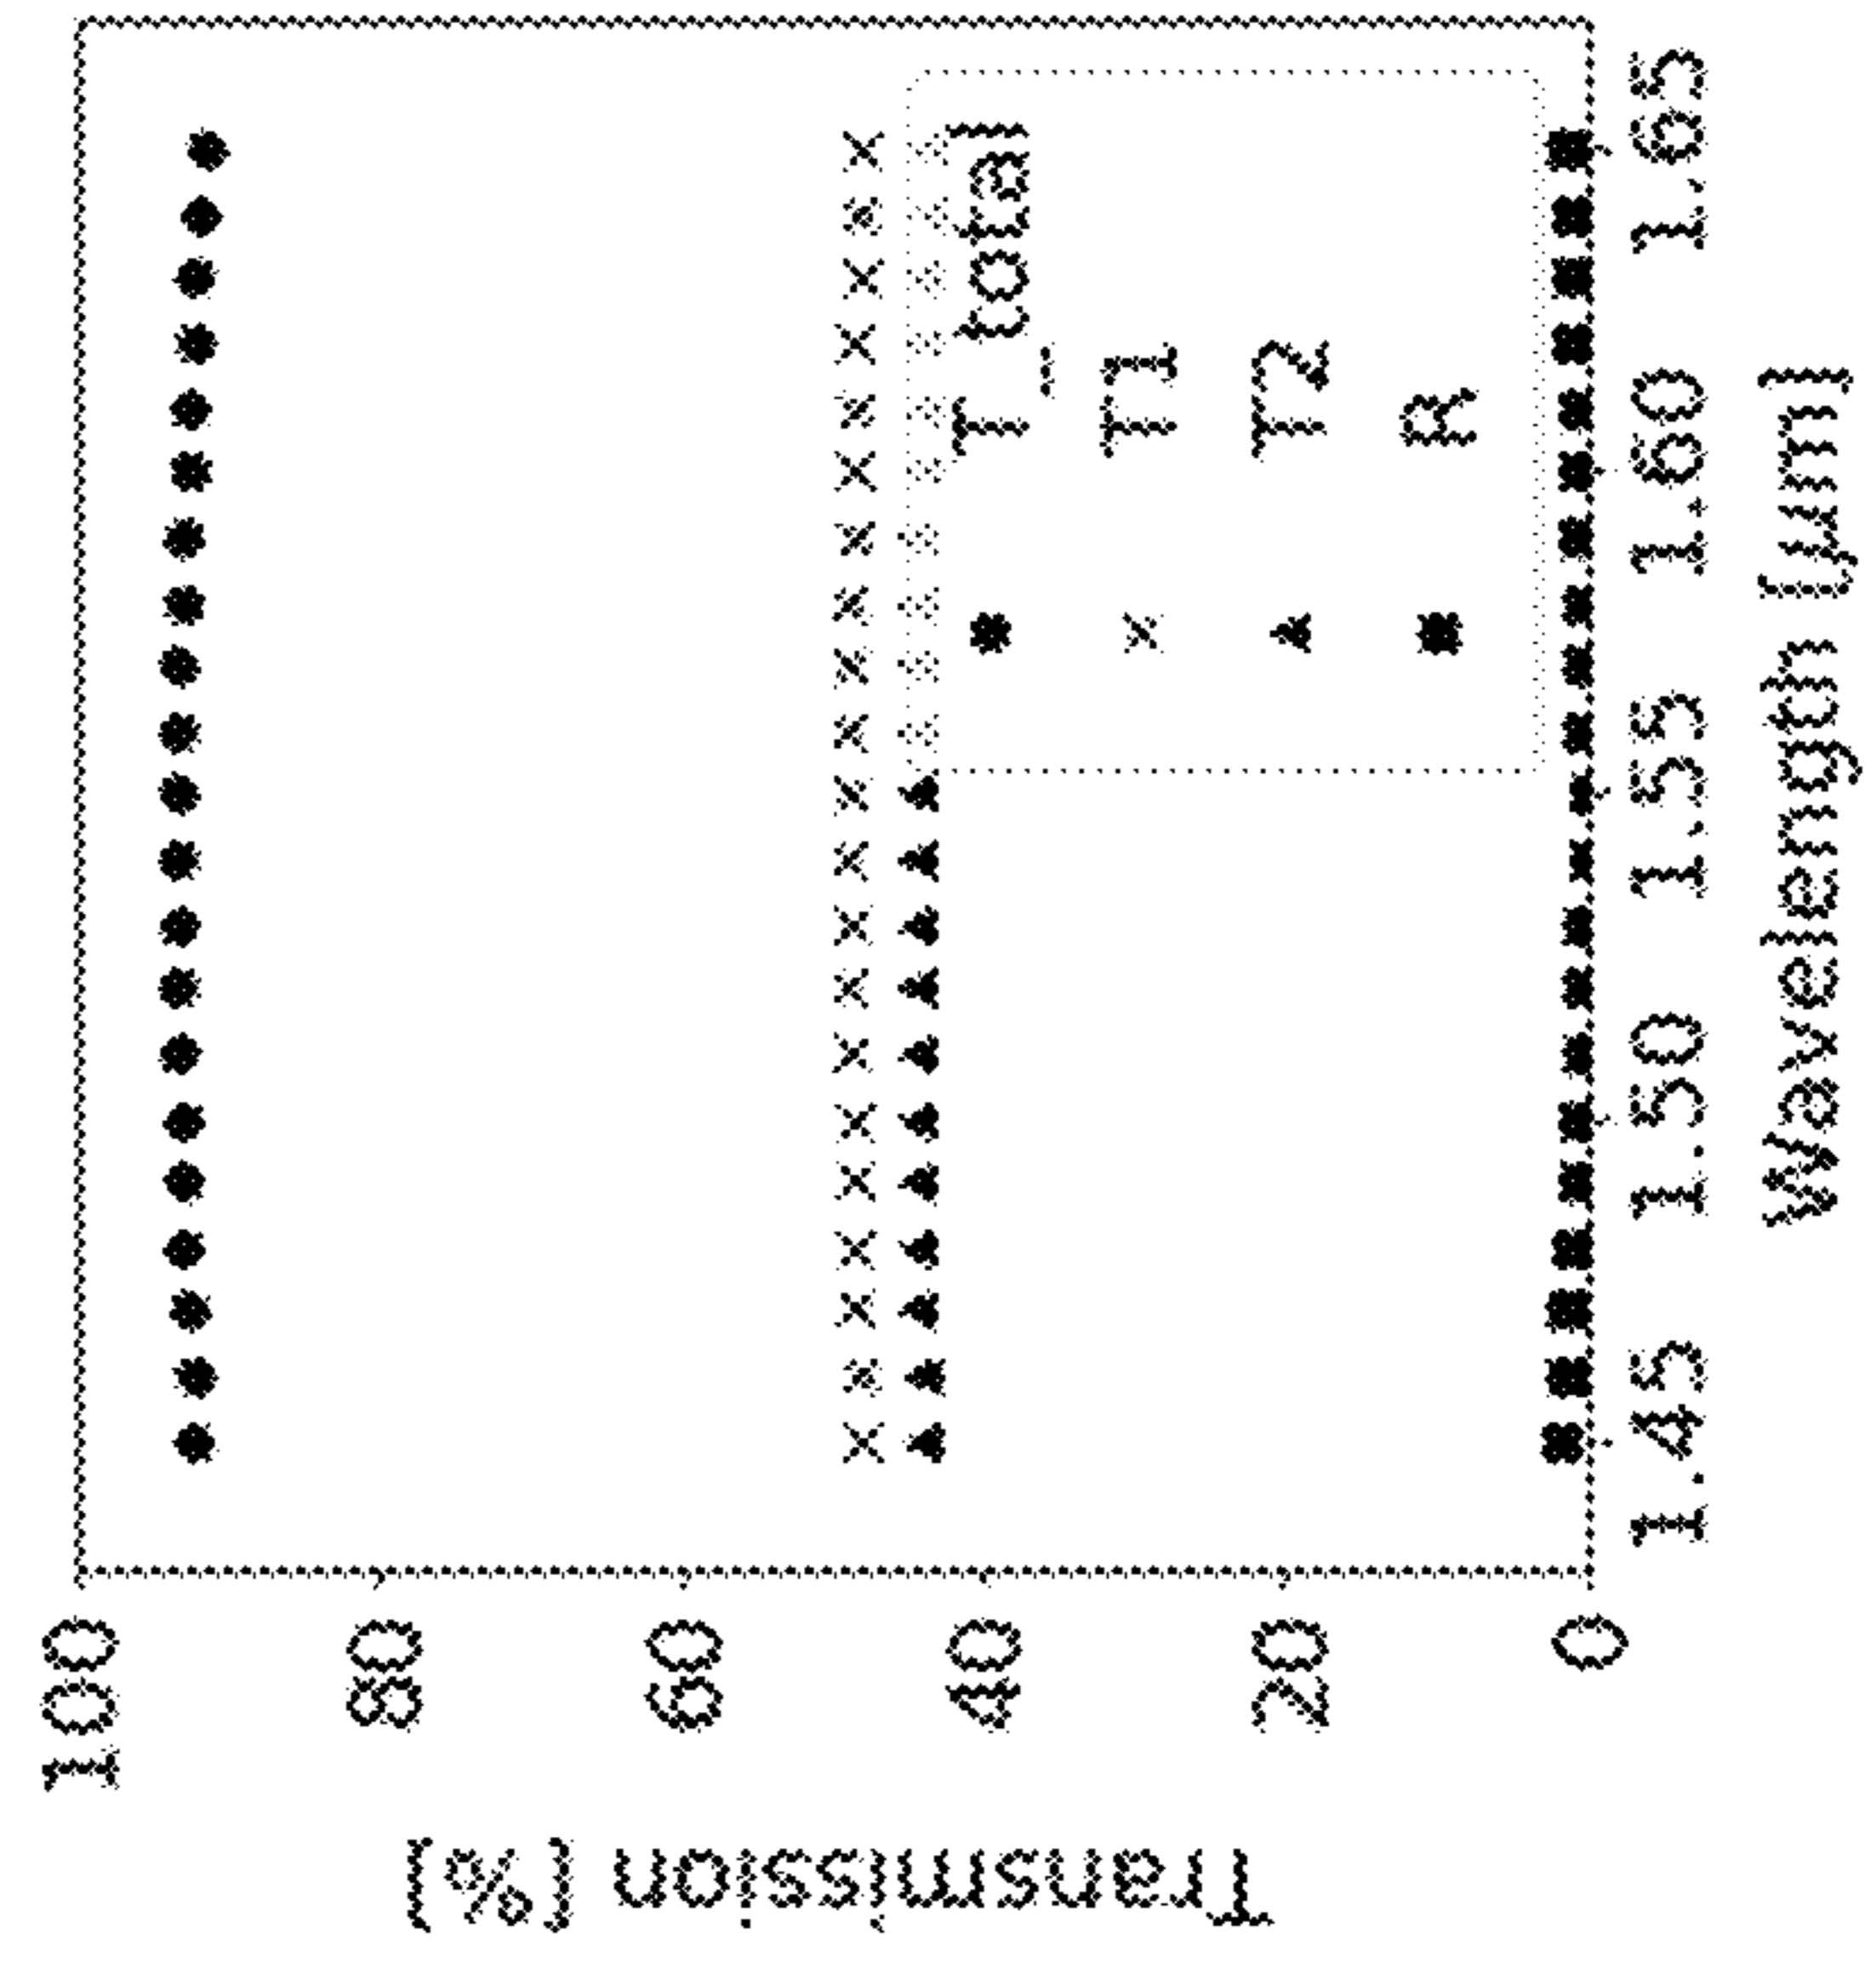 Transmission [%]
100
80
60
40
20
0
T_total
T1
T2
R
1.45 1.50 1.55 1.60 1.65
Wavelength [μm]